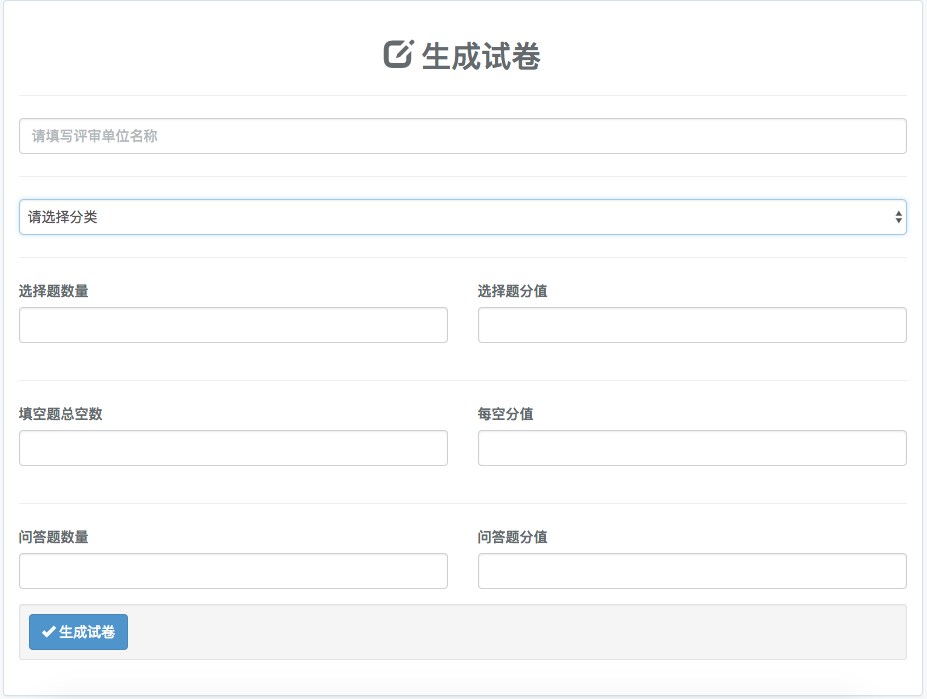 生成试卷
请填写评审单位名称
请选择分类
选择题数量
选择题分值
填空题总空数
每空分值
问答题数量
问答题分值
生成试卷